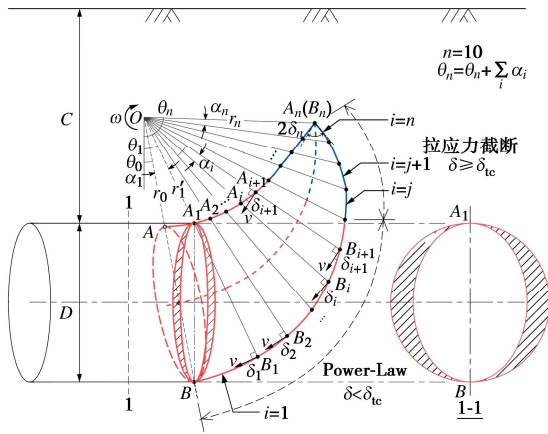 n=10
θn=θn+∑αi
i
C
ω
O
θn
αn
rn
An(Bn)
2δn
i=n
拉应力截断
i=j+1
δ≥δtc
i=j
θ1
θ0
α1
r0
r′1
αi
1
A
A1
A2
...
Ai
Ai+1
δi+1
v
...
A1
D
v
Bi+1
δi+1
v
Bi
δi
...
v
B2
δ2
v
B1
δ1
Power-Law
δ<δtc
1
B
i=1
B
1-1